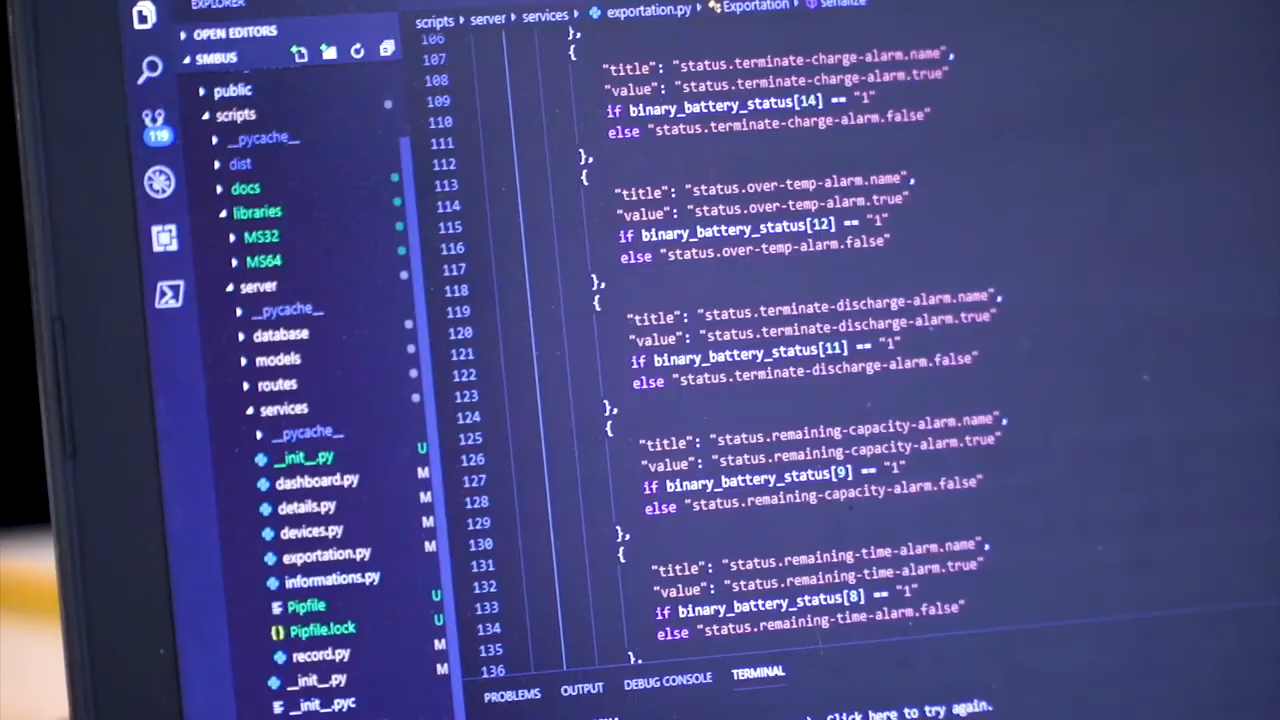 EXPLORER
OPEN EDITORS
SMBUS
public
scripts
__pycache__
dist
docs
libraries
MS32
MS64
server
__pycache__
database
models
routes
services
__pycache__
__init__.py U
dashboard.py M
details.py M
devices.py M
exportation.py M
informations.py
Pipfile U
Pipfile.lock U
record.py M
__init__.py M
__init__.pyc
119
scripts server services exportation.py Exportation serialize
106 },
107 {
108 "title": "status.terminate-charge-alarm.name",
109 "value": "status.terminate-charge-alarm.true"
110 if binary_battery_status[14] == "1"
111 else "status.terminate-charge-alarm.false"
112 },
113 {
114 "title": "status.over-temp-alarm.name",
115 "value": "status.over-temp-alarm.true"
116 if binary_battery_status[12] == "1"
117 else "status.over-temp-alarm.false"
118 },
119 {
120 "title": "status.terminate-discharge-alarm.name",
121 "value": "status.terminate-discharge-alarm.true"
122 if binary_battery_status[11] == "1"
123 else "status.terminate-discharge-alarm.false"
124 },
125 {
126 "title": "status.remaining-capacity-alarm.name",
127 "value": "status.remaining-capacity-alarm.true"
128 if binary_battery_status[9] == "1"
129 else "status.remaining-capacity-alarm.false"
130 },
131 {
132 "title": "status.remaining-time-alarm.name",
133 "value": "status.remaining-time-alarm.true"
134 if binary_battery_status[8] == "1"
135 else "status.remaining-time-alarm.false"
136 },
PROBLEMS OUTPUT DEBUG CONSOLE TERMINAL
Click here to try again.